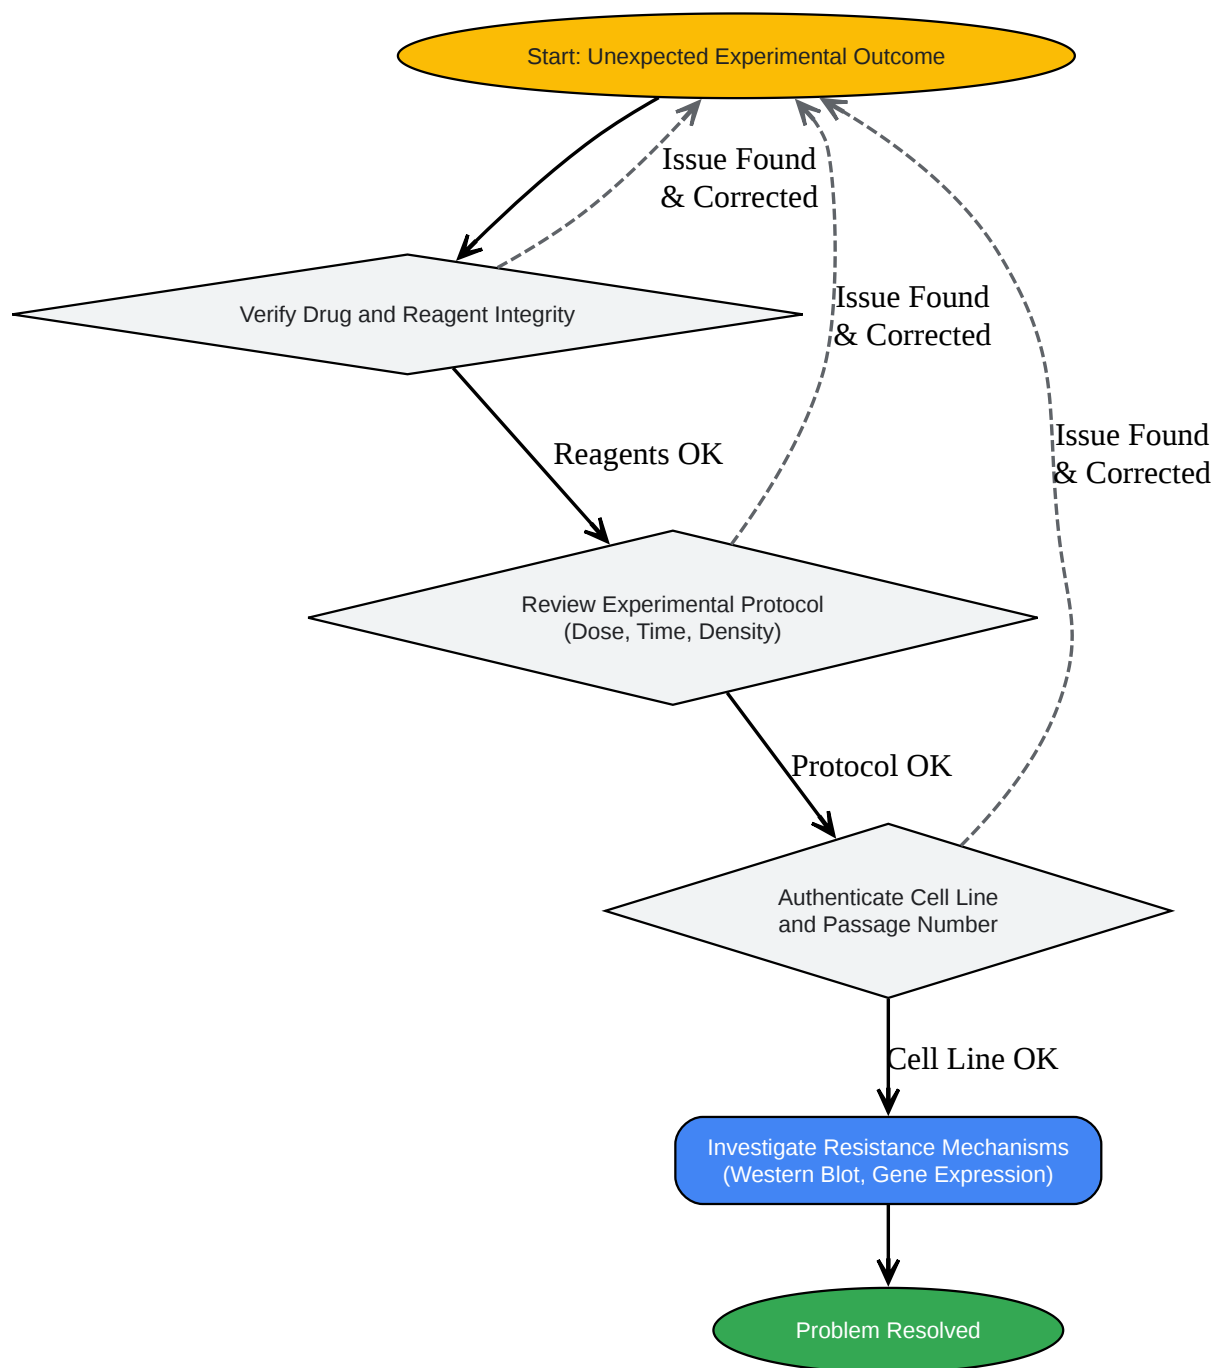 Start: Unexpected Experimental Outcome
Issue Found
& Corrected
Verify Drug and Reagent Integrity
Issue Found
& Corrected
Reagents OK
Issue Found
& Corrected
Review Experimental Protocol
(Dose, Time, Density)
Protocol OK
Authenticate Cell Line
and Passage Number
Cell Line OK
Investigate Resistance Mechanisms
(Western Blot, Gene Expression)
Problem Resolved